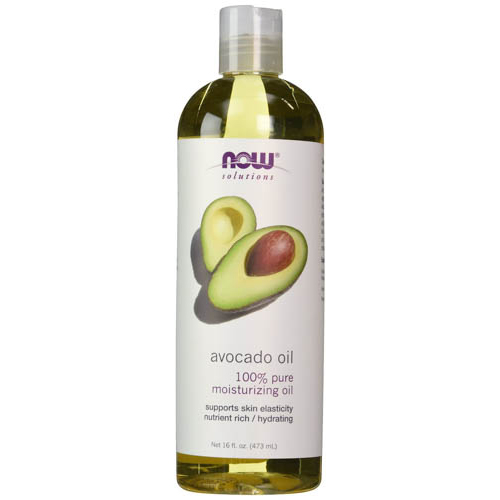 now®
solutions
avocado oil
100% pure
moisturizing oil
supports skin elasticity
nutrient rich / hydrating
Net 16 fl. oz. (473 mL)